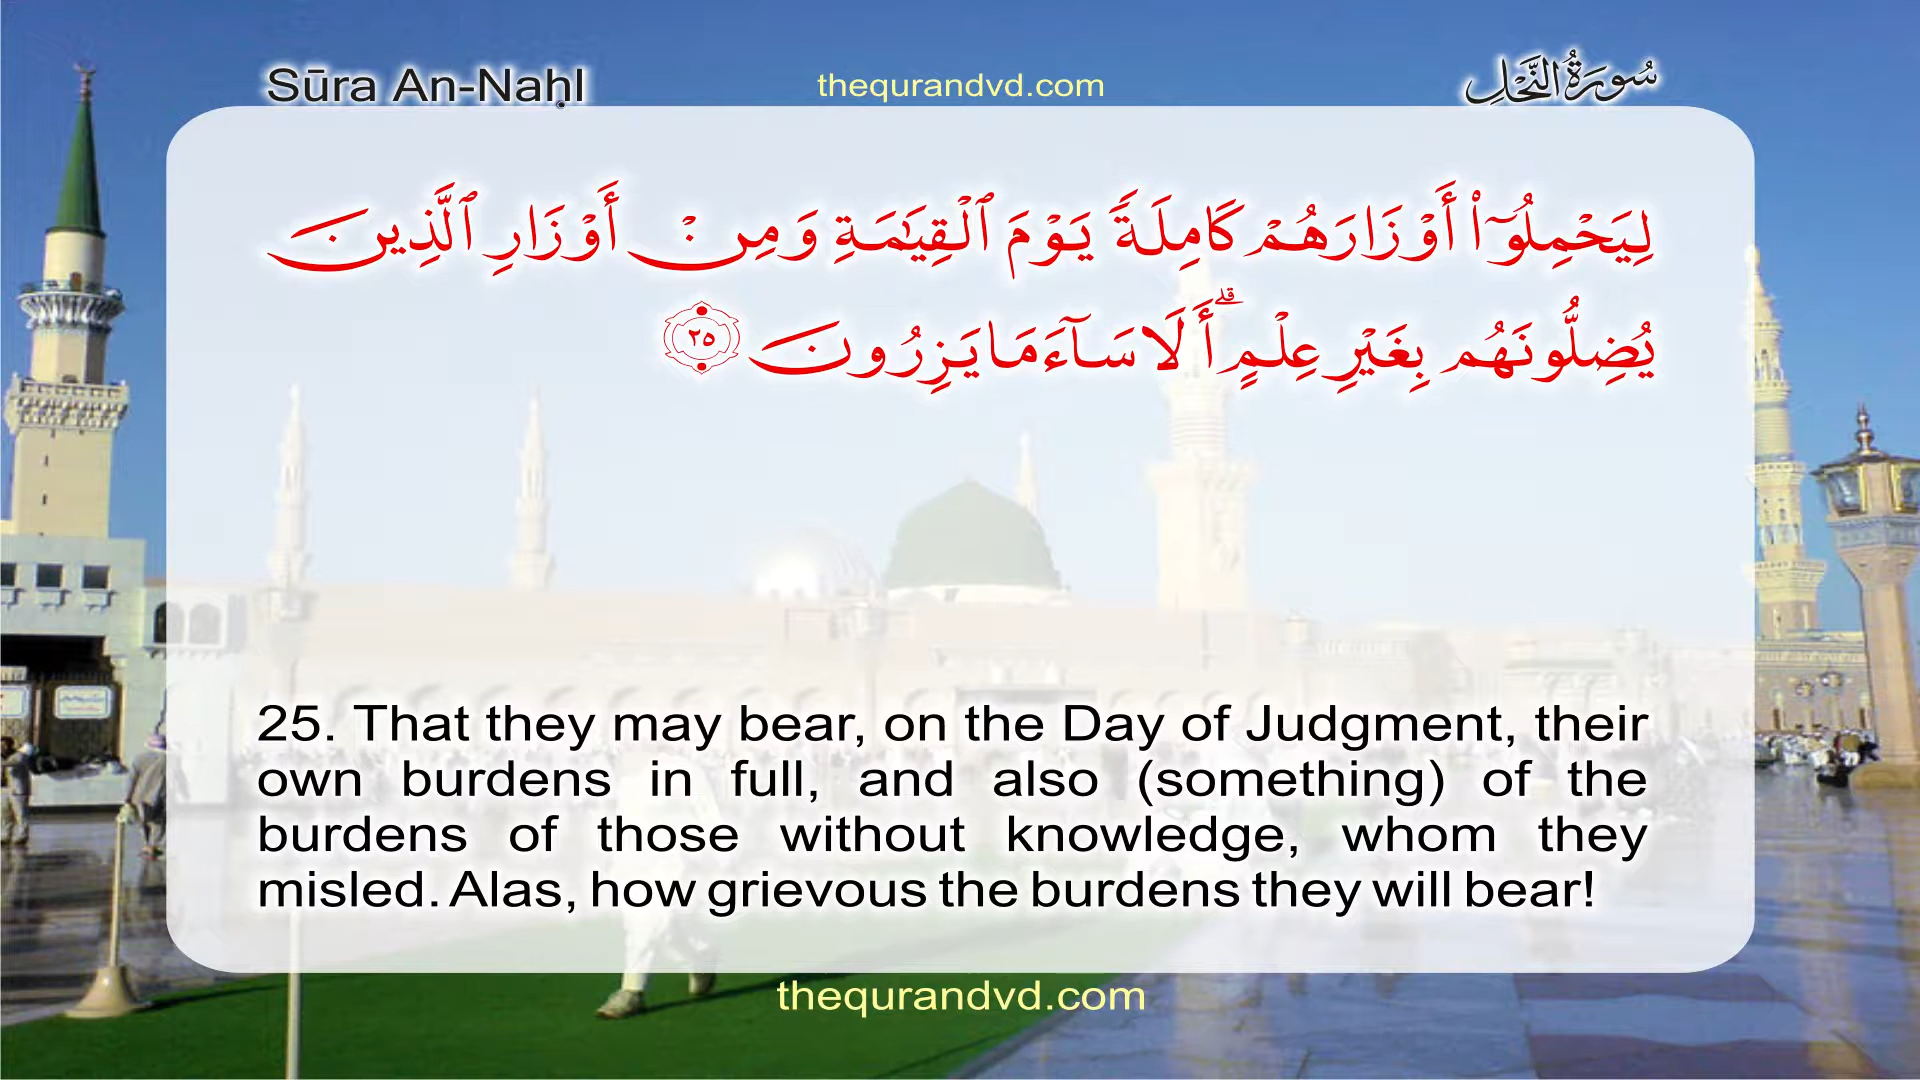 Sūra An-Naḥl
thequrandvd.com
سُورَةُ النَّحْلِ
لِيَحْمِلُوٓا۟ أَوْزَارَهُمْ كَامِلَةً يَوْمَ ٱلْقِيَـٰمَةِ وَمِنْ أَوْزَارِ ٱلَّذِينَ
يُضِلُّونَهُم بِغَيْرِ عِلْمٍ ۗ أَلَا سَآءَ مَا يَزِرُونَ ٢٥
25. That they may bear, on the Day of Judgment, their
own burdens in full, and also (something) of the
burdens of those without knowledge, whom they
misled. Alas, how grievous the burdens they will bear!
thequrandvd.com